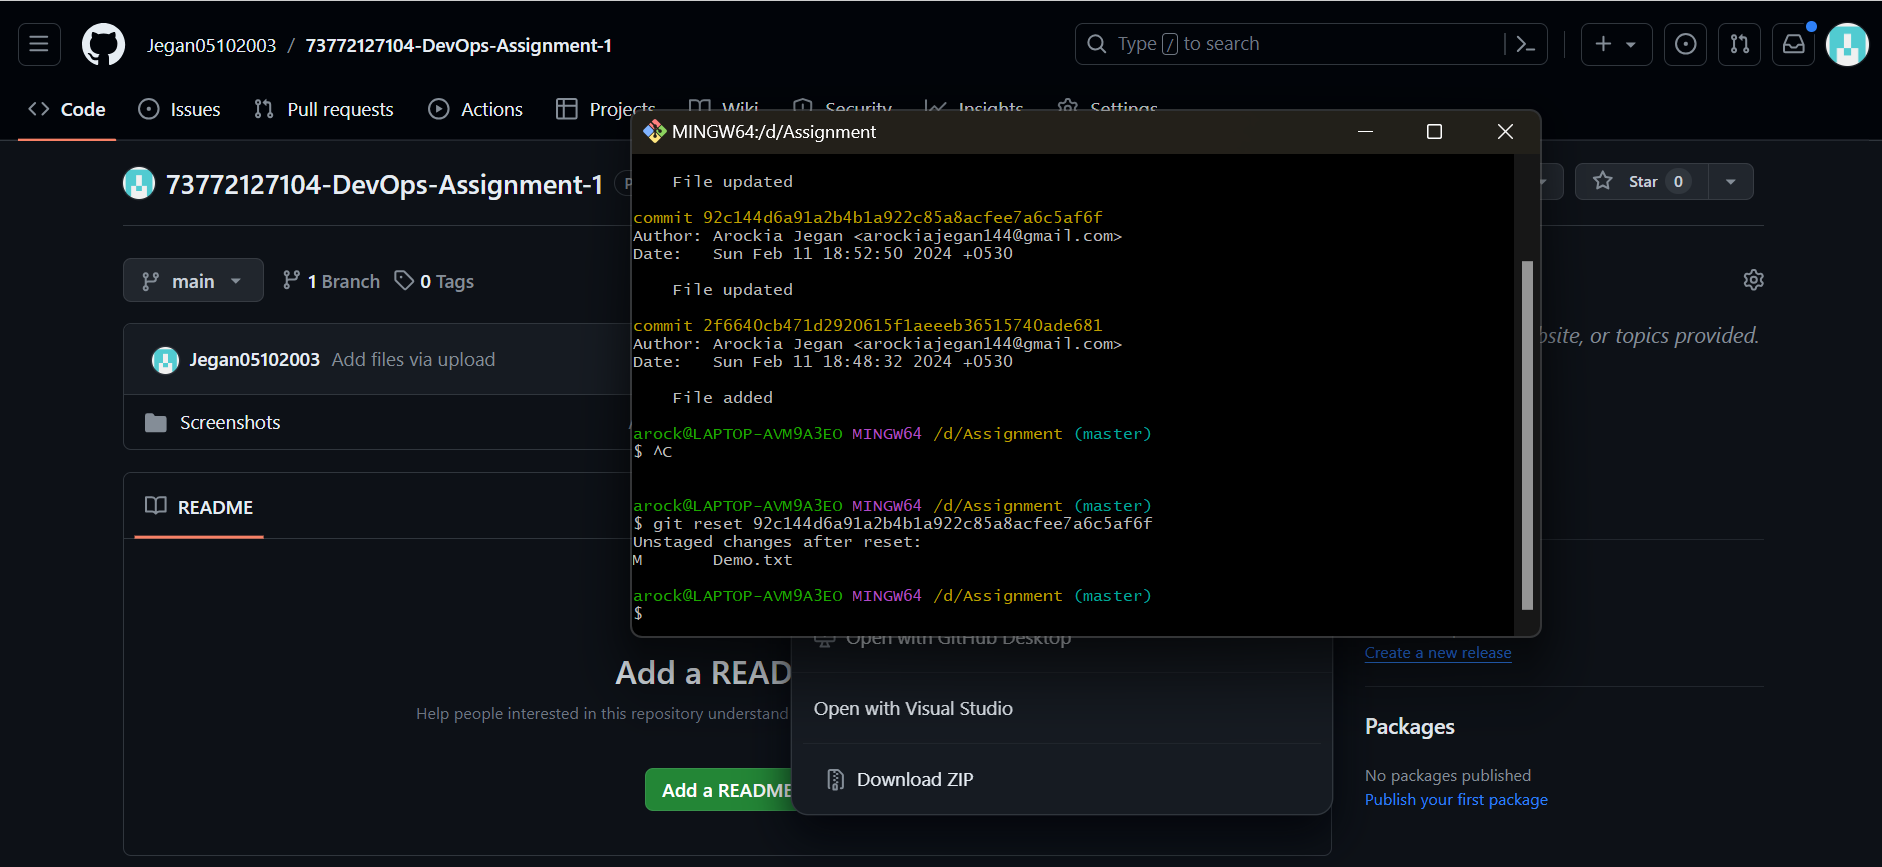 Jegan05102003 / 73772127104-DevOps-Assignment-1
Type / to search
Code Issues Pull requests Actions Projects Wiki Security Insights Settings
73772127104-DevOps-Assignment-1
Star 0
main 1 Branch 0 Tags
Jegan05102003 Add files via upload
Screenshots
README
Add a READ
Help people interested in this repository understand
Add a README
MINGW64:/d/Assignment
File updated
commit 92c144d6a91a2b4b1a922c85a8acfee7a6c5af6f
Author: Arockia Jegan <arockiajegan144@gmail.com>
Date:   Sun Feb 11 18:52:50 2024 +0530
File updated
commit 2f6640cb471d2920615f1aeeeb36515740ade681
Author: Arockia Jegan <arockiajegan144@gmail.com>
Date:   Sun Feb 11 18:48:32 2024 +0530
File added
arock@LAPTOP-AVM9A3EO MINGW64 /d/Assignment (master)
$ ^C
arock@LAPTOP-AVM9A3EO MINGW64 /d/Assignment (master)
$ git reset 92c144d6a91a2b4b1a922c85a8acfee7a6c5af6f
Unstaged changes after reset:
M       Demo.txt
arock@LAPTOP-AVM9A3EO MINGW64 /d/Assignment (master)
$
Open with GitHub Desktop
Open with Visual Studio
Download ZIP
bsite, or topics provided.
Create a new release
Packages
No packages published
Publish your first package